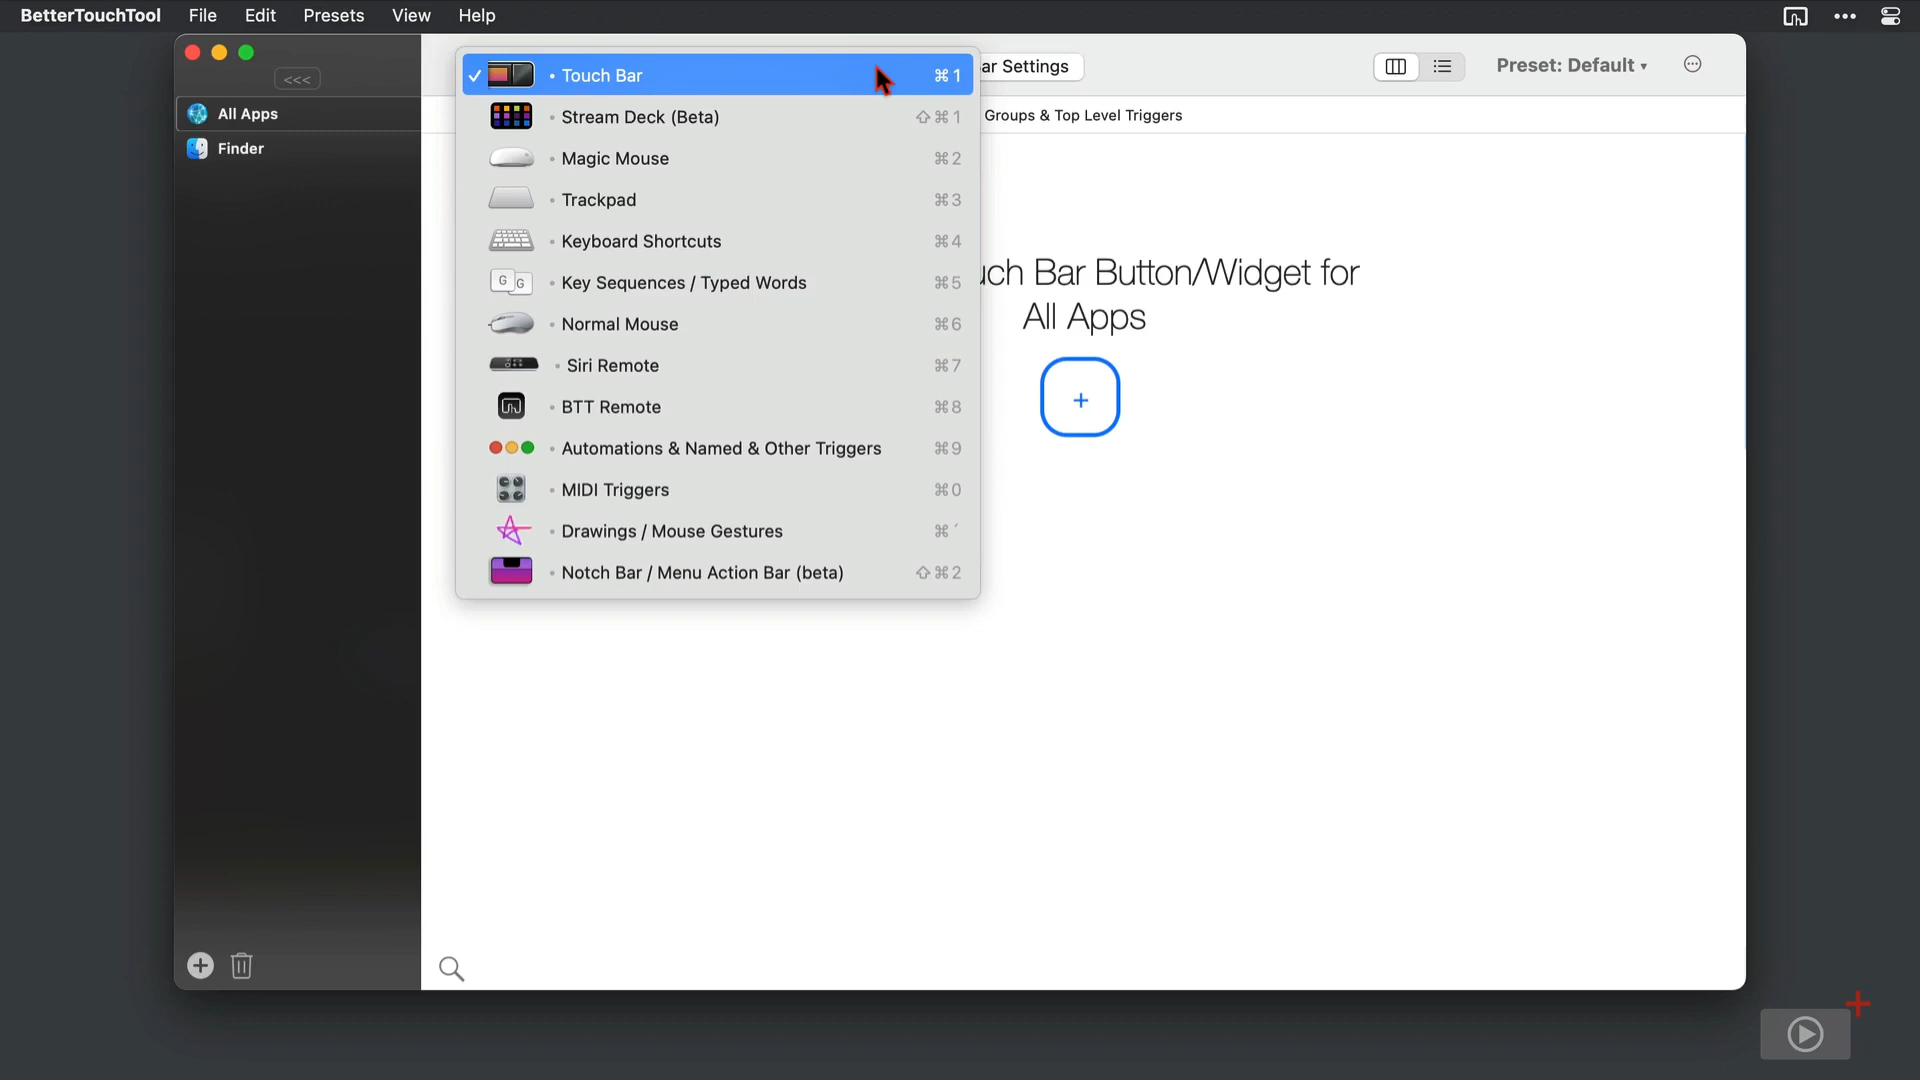 BetterTouchTool File Edit Presets View Help
<<<
All Apps
Finder
✓ • Touch Bar ⌘1
• Stream Deck (Beta) ⇧⌘1
• Magic Mouse ⌘2
• Trackpad ⌘3
• Keyboard Shortcuts ⌘4
G G • Key Sequences / Typed Words ⌘5
• Normal Mouse ⌘6
• Siri Remote ⌘7
• BTT Remote ⌘8
• Automations & Named & Other Triggers ⌘9
• MIDI Triggers ⌘0
• Drawings / Mouse Gestures ⌘´
• Notch Bar / Menu Action Bar (beta) ⇧⌘2
ar Settings
Preset: Default ▾
Groups & Top Level Triggers
uch Bar Button/Widget for
All Apps
+